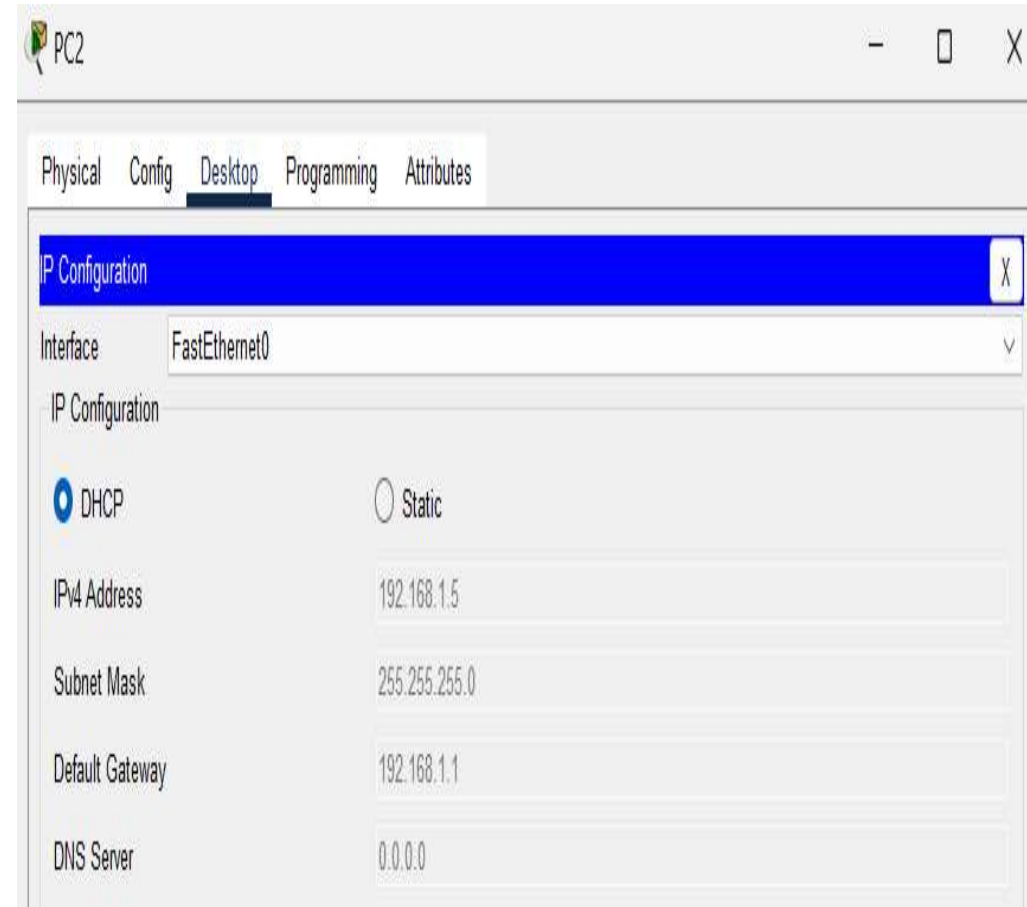 PC2
Physical Config Desktop Programming Attributes
IP Configuration X
Interface FastEthernet0
IP Configuration
DHCP Static
IPv4 Address 192.168.1.5
Subnet Mask 255.255.255.0
Default Gateway 192.168.1.1
DNS Server 0.0.0.0